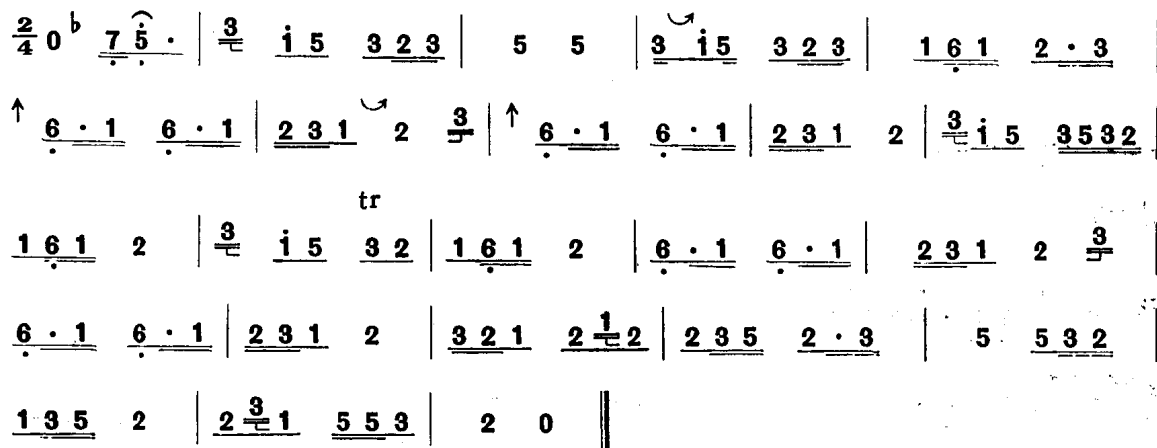 2/4 0 ♭7̣ 5̣ · | 3 i̇ 5 3 2 3 | 5 5 | 3 i̇ 5 3 2 3 | 1 6̣ 1 2 · 3 |
↑ 6̣ · 1 6̣ · 1 | 2 3 1 2 3 | ↑ 6̣ · 1 6̣ · 1 | 2 3 1 2 | 3 i̇ 5 3 5 3 2 |
tr
1 6̣ 1 2 | 3 i̇ 5 3 2 | 1 6̣ 1 2 | 6̣ · 1 6̣ · 1 | 2 3 1 2 3 |
6̣ · 1 6̣ · 1 | 2 3 1 2 | 3 2 1 2 1 2 | 2 3 5 2 · 3 | 5 5 3 2 |
1 3 5 2 | 2 3 1 5 5 3 | 2 0 ‖